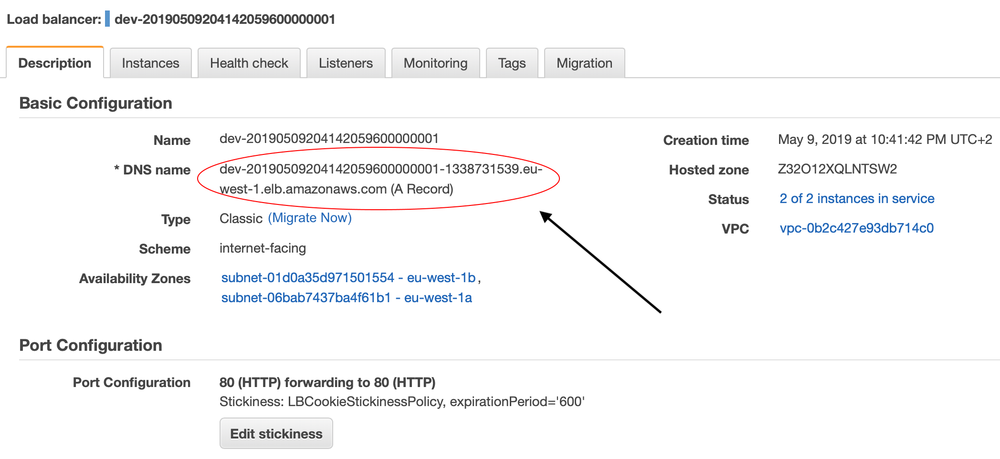 Load balancer: dev-20190509204142059600000001
Description Instances Health check Listeners Monitoring Tags Migration
Basic Configuration
Name dev-20190509204142059600000001
* DNS name dev-20190509204142059600000001-1338731539.eu-
west-1.elb.amazonaws.com (A Record)
Type Classic (Migrate Now)
Scheme internet-facing
Availability Zones subnet-01d0a35d971501554 - eu-west-1b,
subnet-06bab7437ba4f61b1 - eu-west-1a
Creation time May 9, 2019 at 10:41:42 PM UTC+2
Hosted zone Z32O12XQLNTSW2
Status 2 of 2 instances in service
VPC vpc-0b2c427e93db714c0
Port Configuration
Port Configuration 80 (HTTP) forwarding to 80 (HTTP)
Stickiness: LBCookieStickinessPolicy, expirationPeriod='600'
Edit stickiness